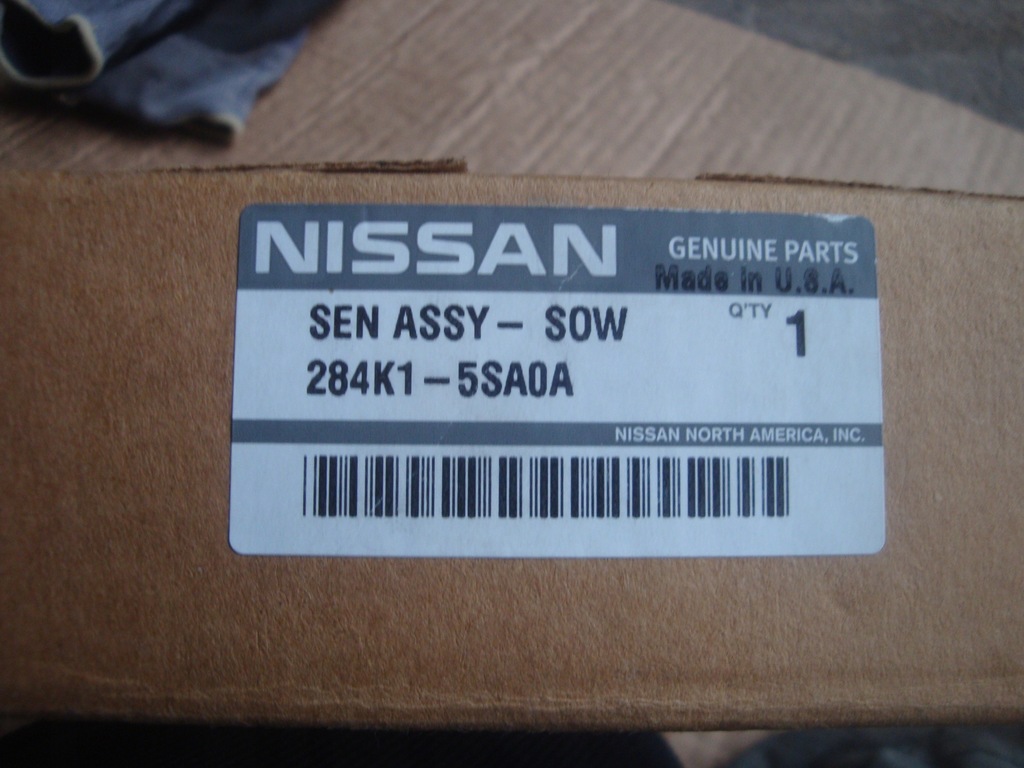 NISSAN
GENUINE PARTS
Made in U.S.A.
SEN ASSY- SOW
Q'TY 1
284K1-5SA0A
NISSAN NORTH AMERICA, INC.